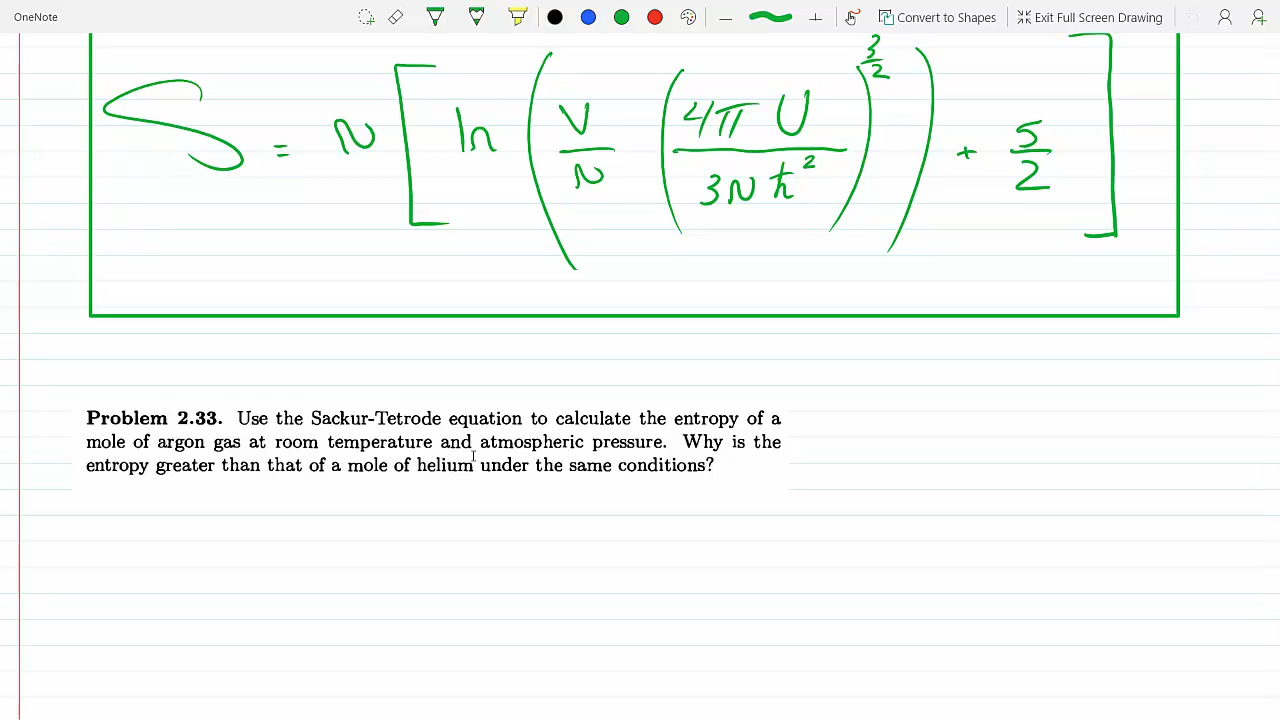 OneNote
Convert to Shapes
Exit Full Screen Drawing
S = N [ ln ( V/N ( 4πU / 3Nħ² )^3/2 ) + 5/2 ]
Problem 2.33. Use the Sackur-Tetrode equation to calculate the entropy of a
mole of argon gas at room temperature and atmospheric pressure. Why is the
entropy greater than that of a mole of helium under the same conditions?